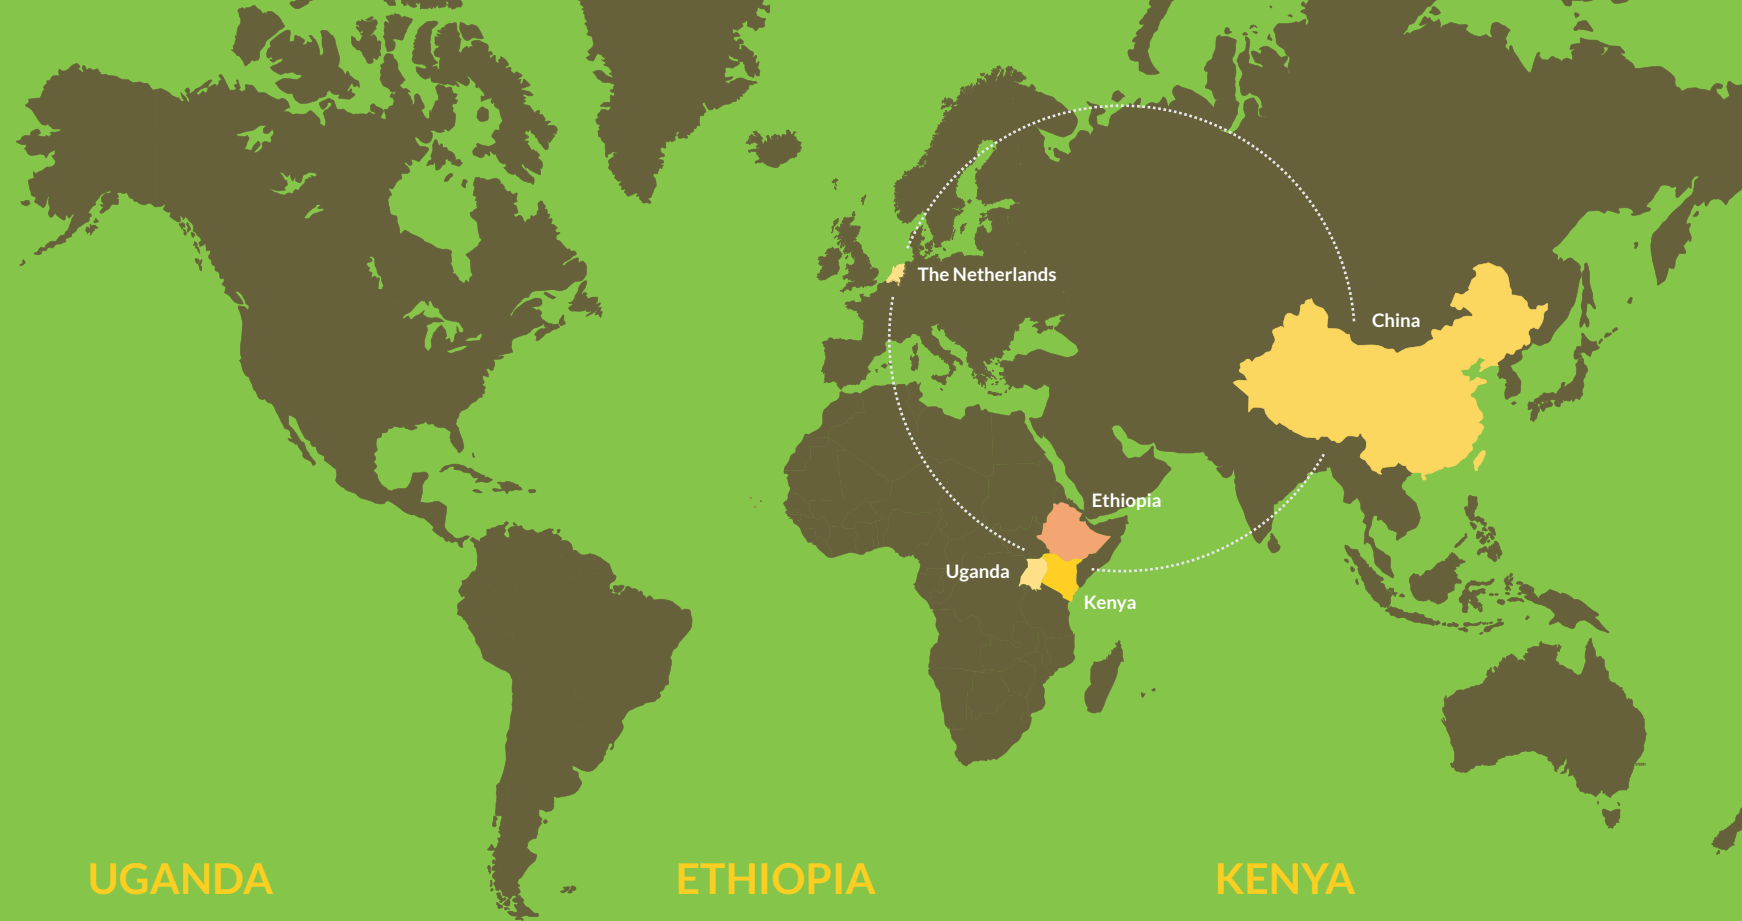 The Netherlands
China
Ethiopia
Uganda
Kenya
UGANDA
ETHIOPIA
KENYA